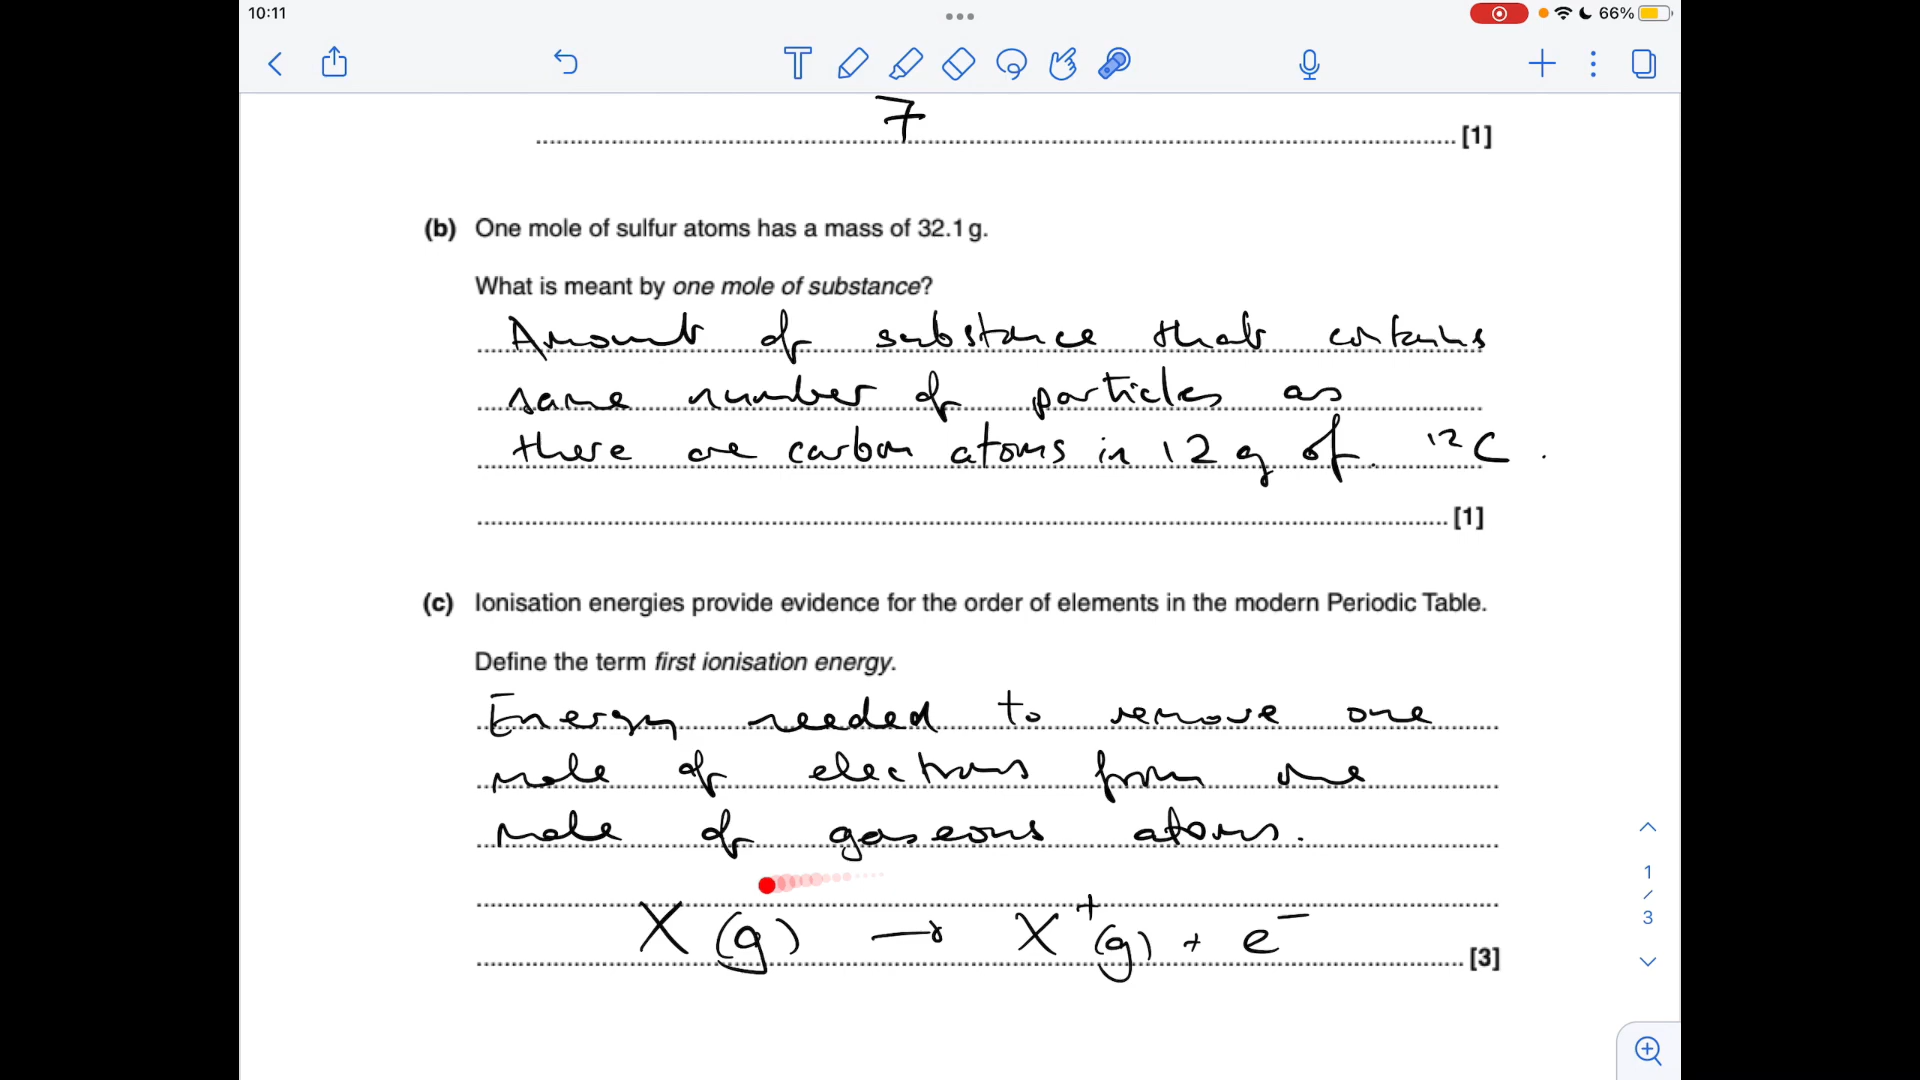 10:11
66%
7
[1]
(b) One mole of sulfur atoms has a mass of 32.1 g.
What is meant by one mole of substance?
Amount of substance that contains
same number of particles as
there are carbon atoms in 12 g of ¹²C.
[1]
(c) Ionisation energies provide evidence for the order of elements in the modern Periodic Table.
Define the term first ionisation energy.
Energy needed to remove one
mole of electrons from one
mole of gaseous atoms.
X (g) → X⁺(g) + e⁻
[3]
1
/
3